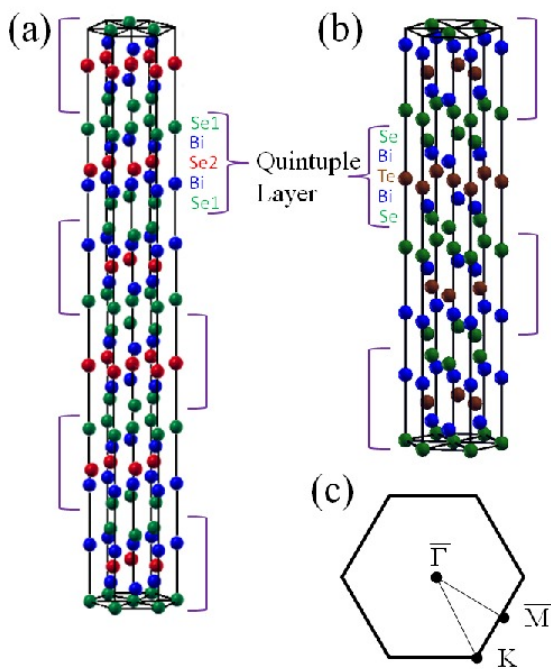 (a)
Se1
Bi
Se2
Bi
Se1
Quintuple
Layer
(b)
Se
Bi
Te
Bi
Se
(c)
Γ̅
M̅
K